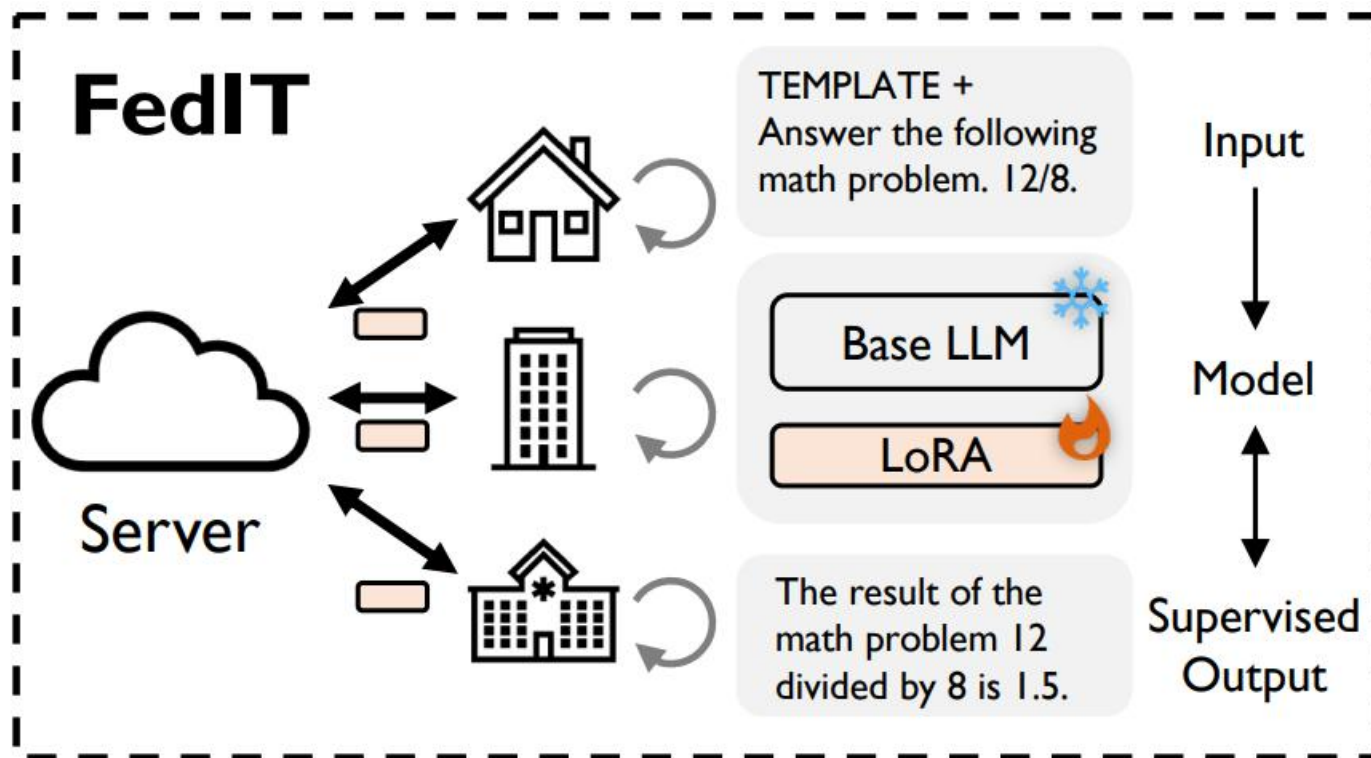 FedIT
Server
TEMPLATE +
Answer the following
math problem. 12/8.
Base LLM
LoRA
The result of the
math problem 12
divided by 8 is 1.5.
Input
Model
Supervised
Output